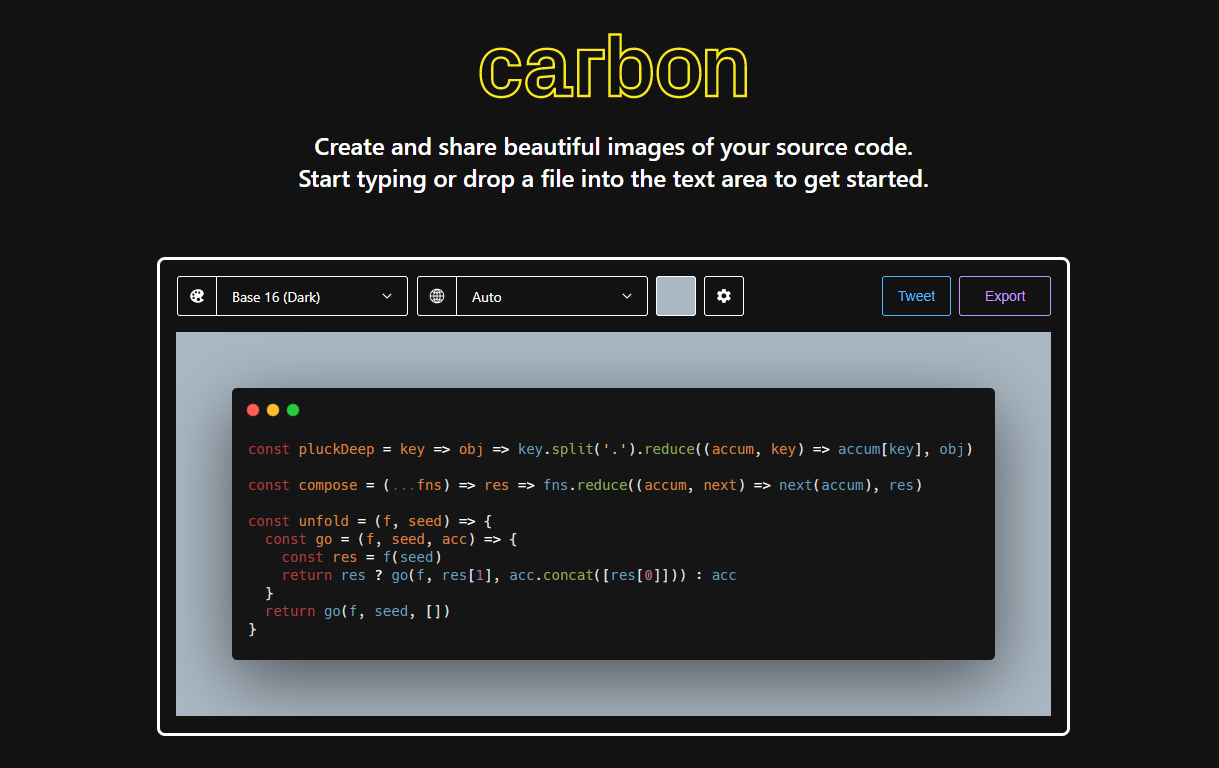 carbon
Create and share beautiful images of your source code.
Start typing or drop a file into the text area to get started.
Base 16 (Dark)
Auto
Tweet
Export
const pluckDeep = key => obj => key.split('.').reduce((accum, key) => accum[key], obj)
const compose = (...fns) => res => fns.reduce((accum, next) => next(accum), res)
const unfold = (f, seed) => {
  const go = (f, seed, acc) => {
    const res = f(seed)
    return res ? go(f, res[1], acc.concat([res[0]])) : acc
  }
  return go(f, seed, [])
}